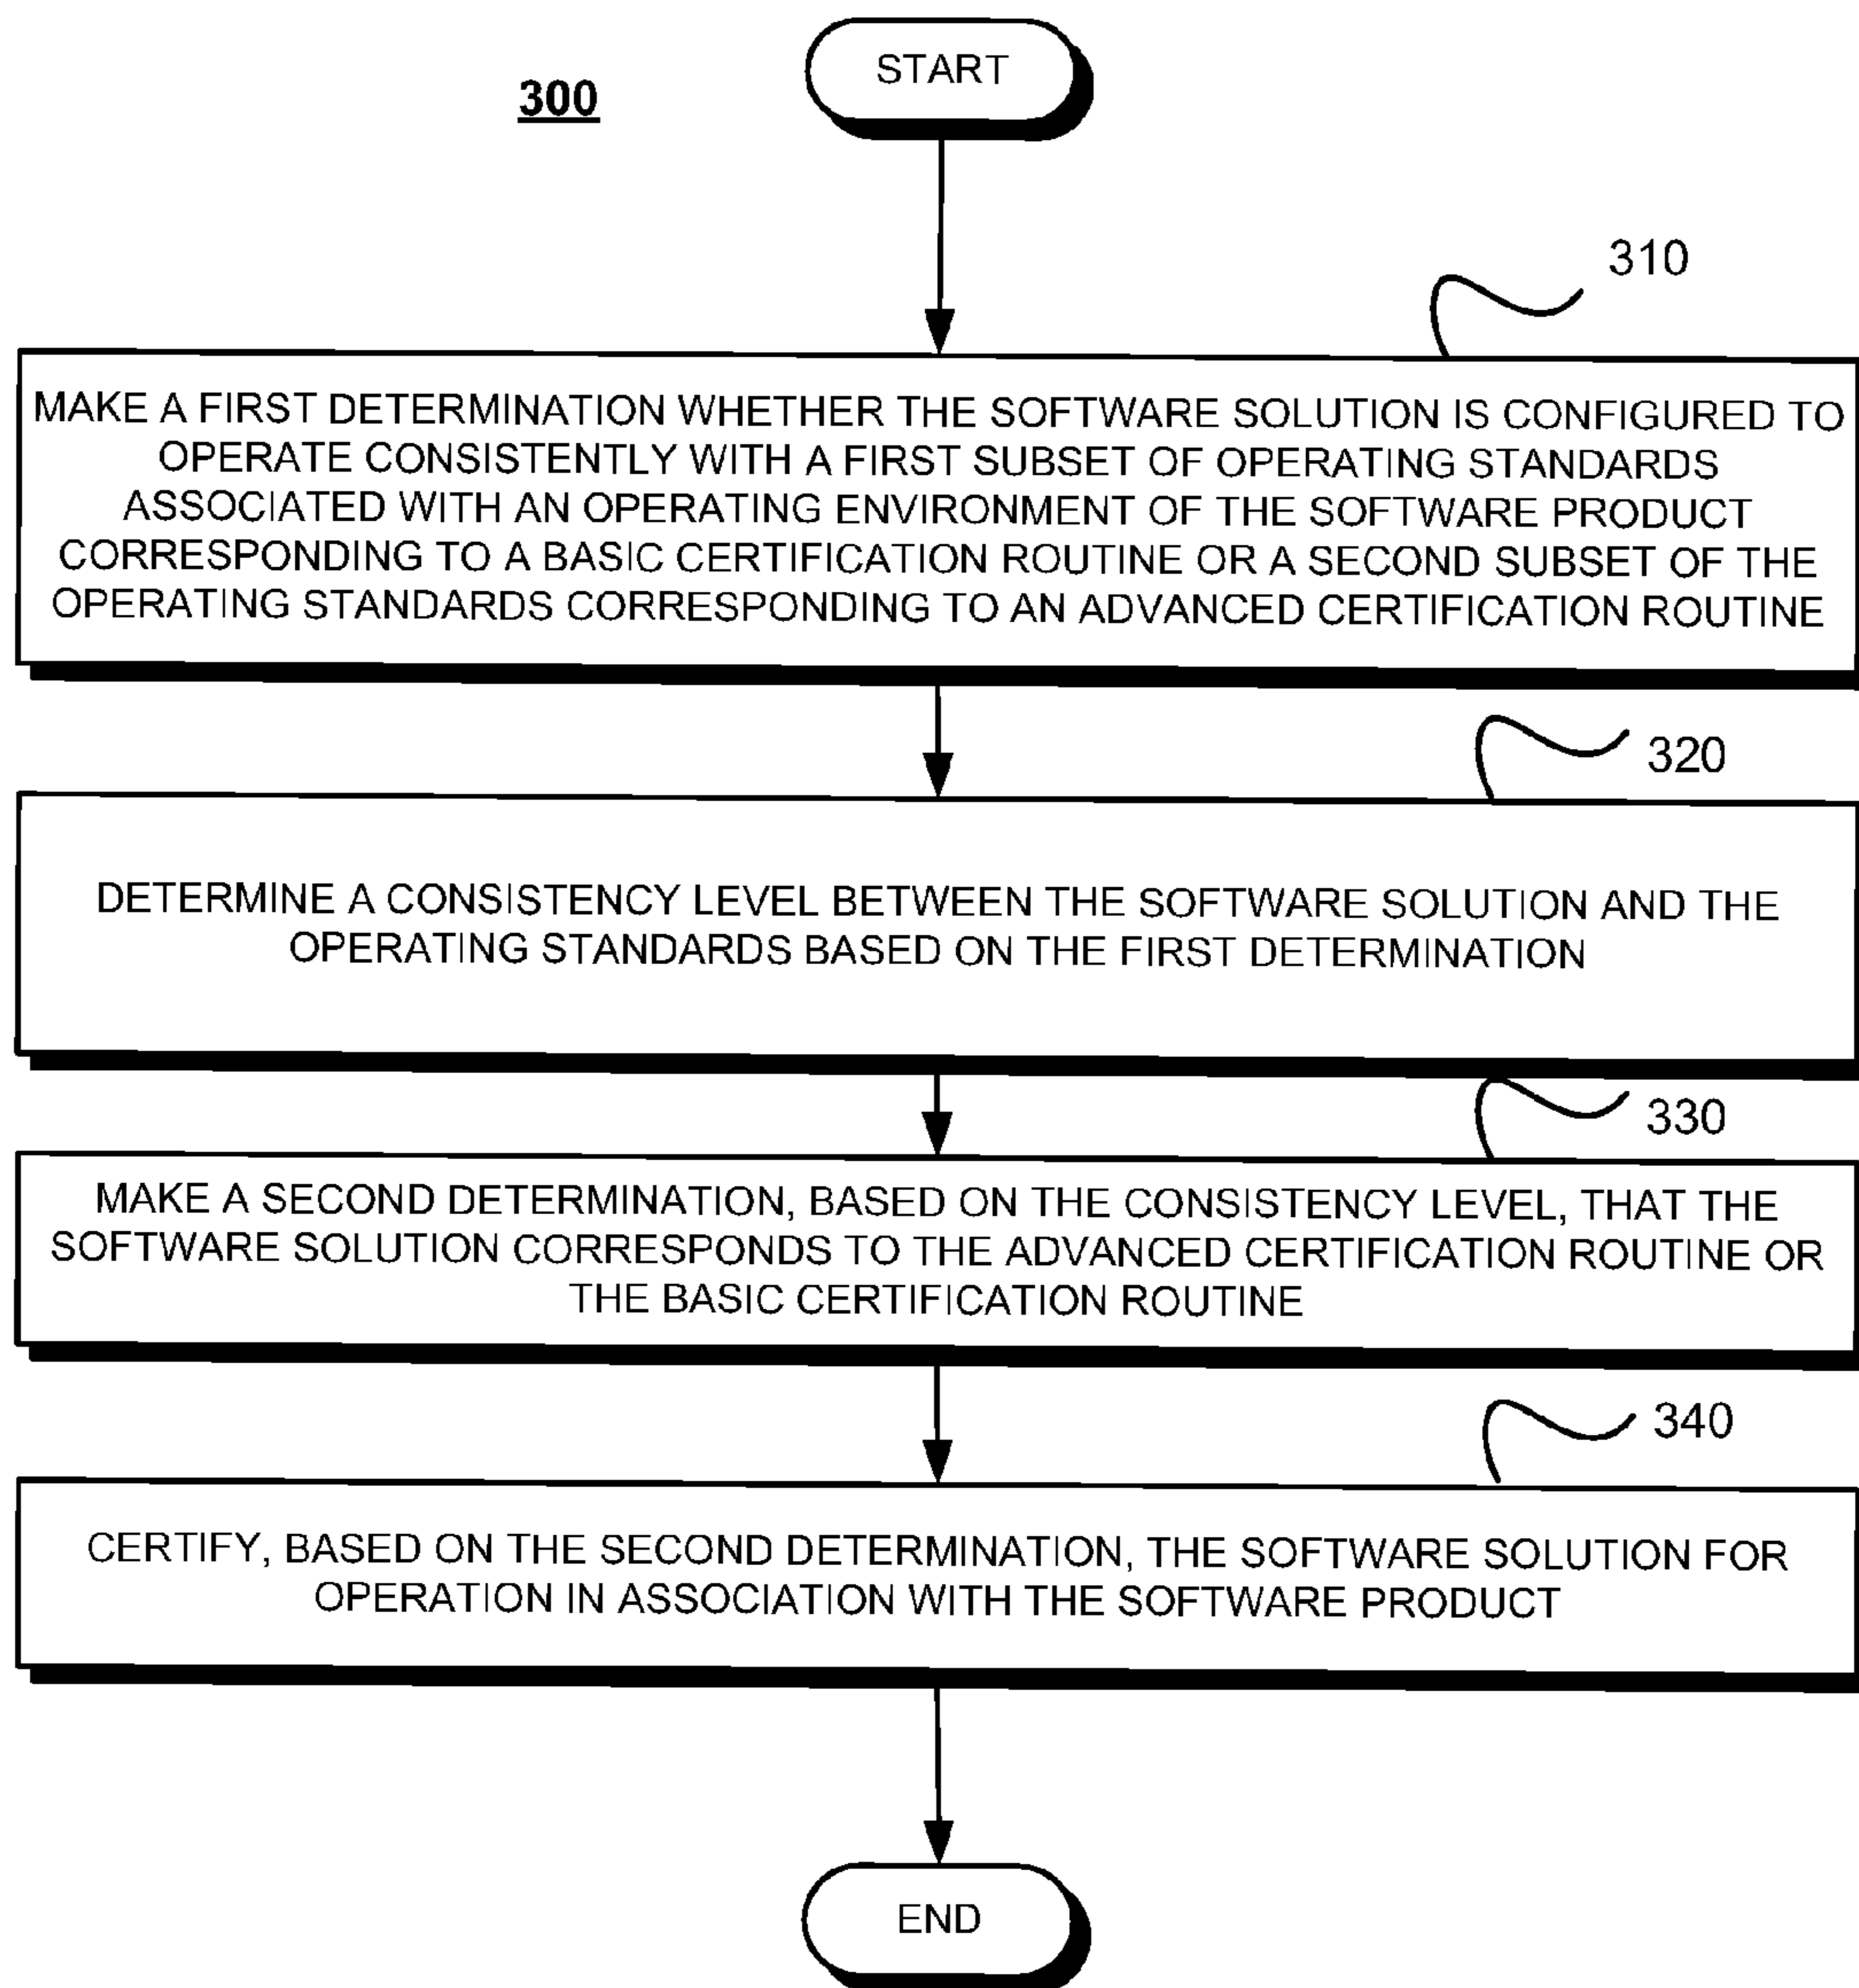 START
300
310
MAKE A FIRST DETERMINATION WHETHER THE SOFTWARE SOLUTION IS CONFIGURED TO
OPERATE CONSISTENTLY WITH A FIRST SUBSET OF OPERATING STANDARDS
ASSOCIATED WITH AN OPERATING ENVIRONMENT OF THE SOFTWARE PRODUCT
CORRESPONDING TO A BASIC CERTIFICATION ROUTINE OR A SECOND SUBSET OF THE
OPERATING STANDARDS CORRESPONDING TO AN ADVANCED CERTIFICATION ROUTINE
320
DETERMINE A CONSISTENCY LEVEL BETWEEN THE SOFTWARE SOLUTION AND THE
OPERATING STANDARDS BASED ON THE FIRST DETERMINATION
330
MAKE A SECOND DETERMINATION, BASED ON THE CONSISTENCY LEVEL, THAT THE
SOFTWARE SOLUTION CORRESPONDS TO THE ADVANCED CERTIFICATION ROUTINE OR
THE BASIC CERTIFICATION ROUTINE
340
CERTIFY, BASED ON THE SECOND DETERMINATION, THE SOFTWARE SOLUTION FOR
OPERATION IN ASSOCIATION WITH THE SOFTWARE PRODUCT
END